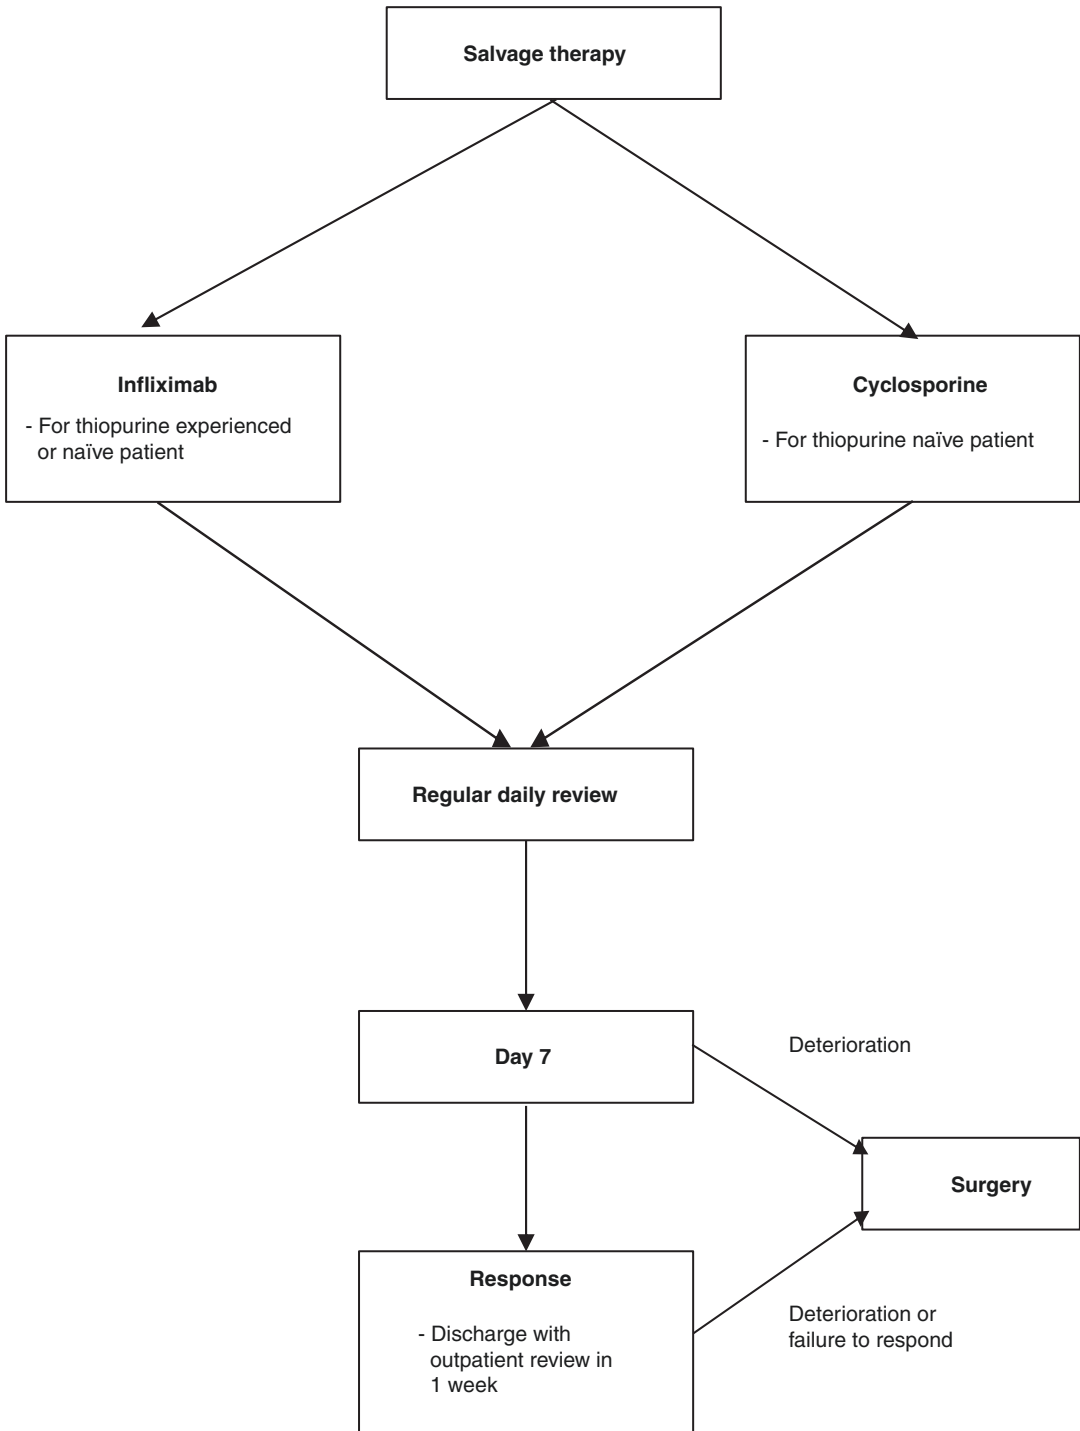 Salvage therapy
Infliximab
- For thiopurine experienced
or naïve patient
Cyclosporine
- For thiopurine naïve patient
Regular daily review
Day 7
Deterioration
Surgery
Response
- Discharge with
outpatient review in
1 week
Deterioration or
failure to respond